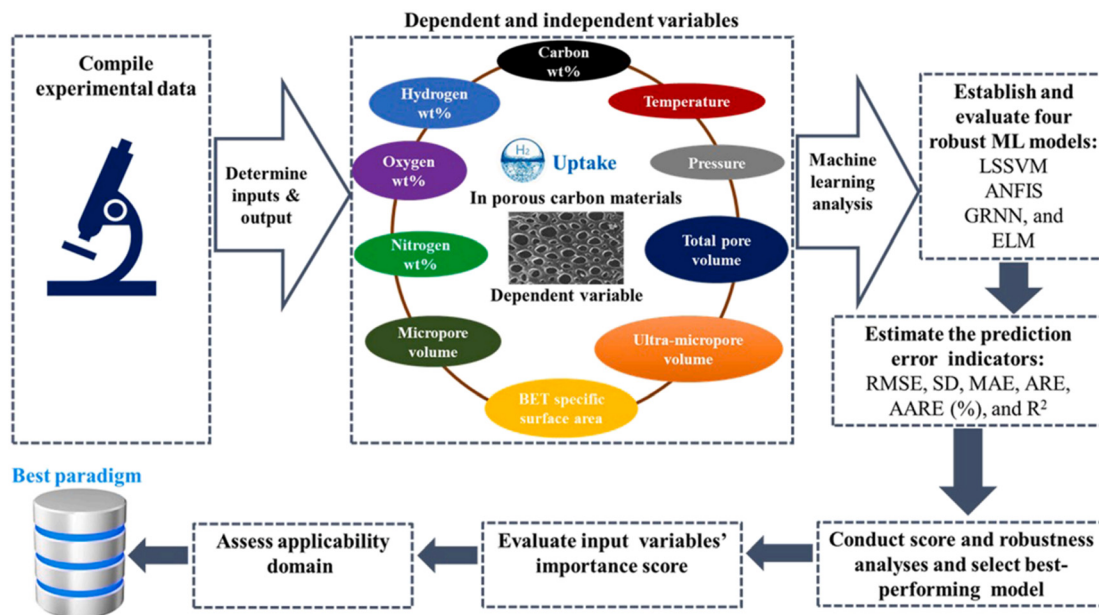 Dependent and independent variables
Compile
experimental data
Determine
inputs &
output
Carbon
wt%
Hydrogen
wt%
Temperature
Oxygen
wt%
H2
Uptake
Pressure
In porous carbon materials
Nitrogen
wt%
Total pore
volume
Dependent variable
Micropore
volume
Ultra-micropore
volume
BET specific
surface area
Machine
learning
analysis
Establish and
evaluate four
robust ML models:
LSSVM
ANFIS
GRNN, and
ELM
Estimate the prediction
error indicators:
RMSE, SD, MAE, ARE,
AARE (%), and R²
Conduct score and robustness
analyses and select best-
performing model
Evaluate input variables’
importance score
Assess applicability
domain
Best paradigm